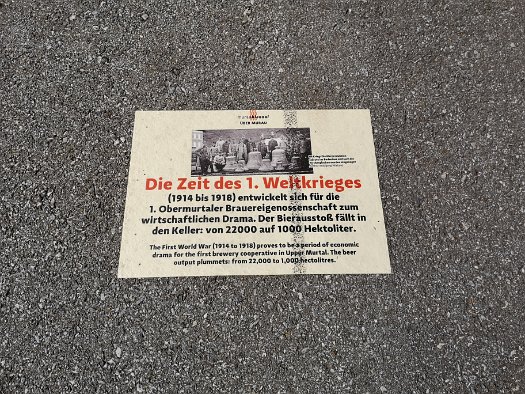 ÜBER MURAU
Die Zeit des 1. Weltkrieges
(1914 bis 1918) entwickelt sich für die
1. Obermurtaler Brauereigenossenschaft zum
wirtschaftlichen Drama. Der Bierausstoß fällt in
den Keller: von 22000 auf 1000 Hektoliter.
The First World War (1914 to 1918) proves to be a period of economic
drama for the first brewery cooperative in Upper Murtal. The beer
output plummets: from 22,000 to 1,000 hectolitres.